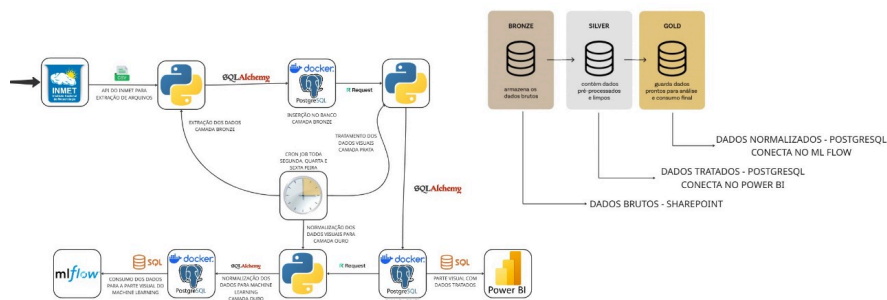 INMET
CSV
API DO INMET PARA
EXTRAÇÃO DE ARQUIVOS
EXTRAÇÃO DOS DADOS
CAMADA BRONZE
SQLAlchemy
docker
PostgreSQL
INSERÇÃO NO BANCO
CAMADA BRONZE
Request
TRATAMENTO DOS
DADOS VISUAIS
CAMADA PRATA
CRON JOB TODA
SEGUNDA, QUARTA E
SEXTA FEIRA
SQLAlchemy
NORMALIZAÇÃO DOS
DADOS VISUAIS PARA
CAMADA OURO
mlflow
SQL
CONSUMO DOS DADOS
PARA A PARTE VISUAL DO
MACHINE LEARNING
docker
PostgreSQL
SQLAlchemy
NORMALIZAÇÃO DOS
DADOS PARA MACHINE
LEARNING
CAMADA OURO
Request
docker
PostgreSQL
SQL
PARTE VISUAL COM
DADOS TRATADOS
Power BI
BRONZE
armazena os
dados brutos
SILVER
contém dados
pré-processados
e limpos
GOLD
guarda dados
prontos para análise
e consumo final
DADOS NORMALIZADOS - POSTGRESQL
CONECTA NO ML FLOW
DADOS TRATADOS - POSTGRESQL
CONECTA NO POWER BI
DADOS BRUTOS - SHAREPOINT